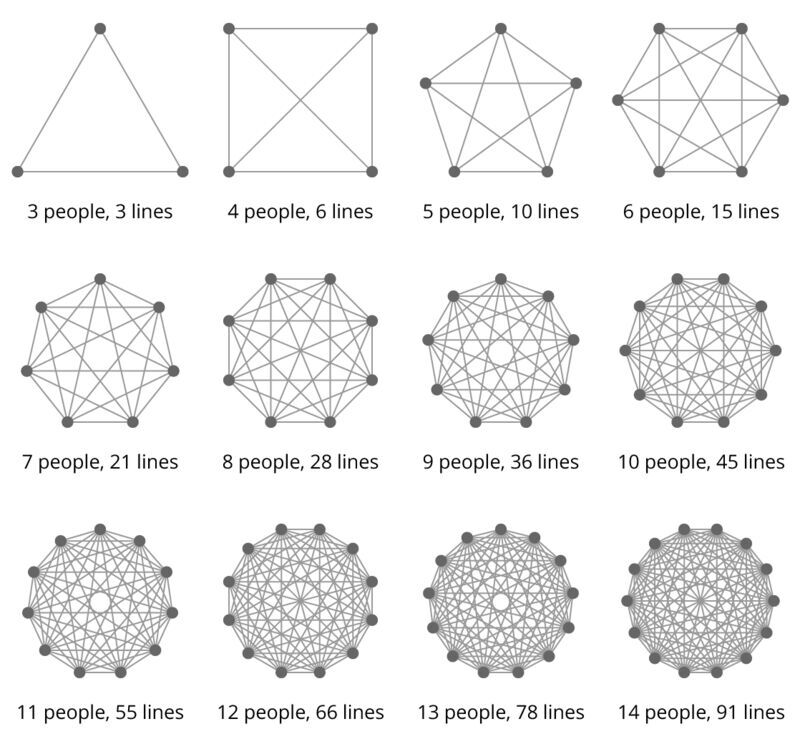 3 people, 3 lines
4 people, 6 lines
5 people, 10 lines
6 people, 15 lines
7 people, 21 lines
8 people, 28 lines
9 people, 36 lines
10 people, 45 lines
11 people, 55 lines
12 people, 66 lines
13 people, 78 lines
14 people, 91 lines